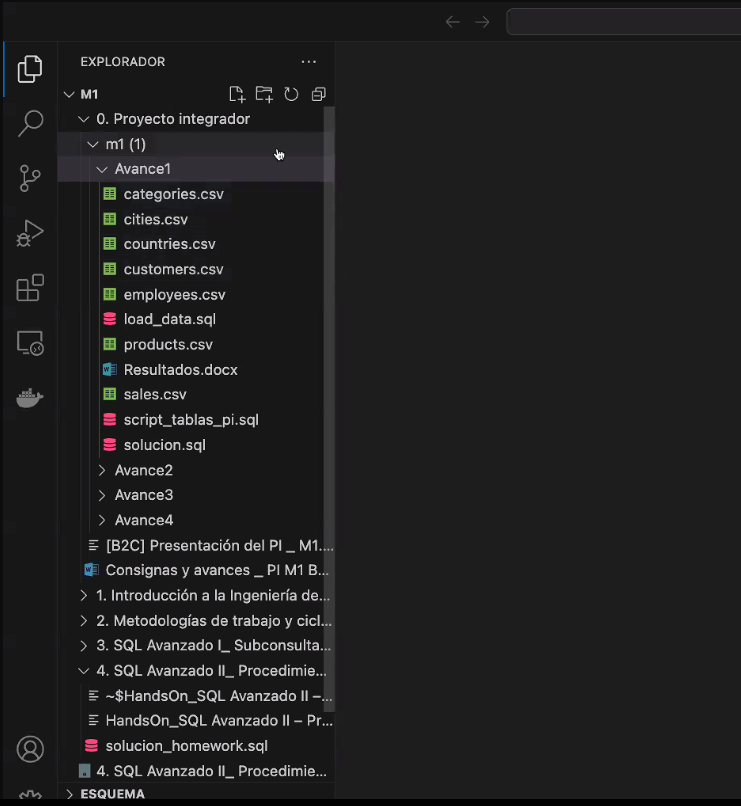 EXPLORADOR
M1
0. Proyecto integrador
m1 (1)
Avance1
categories.csv
cities.csv
countries.csv
customers.csv
employees.csv
load_data.sql
products.csv
Resultados.docx
sales.csv
script_tablas_pi.sql
solucion.sql
Avance2
Avance3
Avance4
[B2C] Presentación del PI _ M1....
Consignas y avances _ PI M1 B...
1. Introducción a la Ingeniería de...
2. Metodologías de trabajo y cicl...
3. SQL Avanzado I_ Subconsulta...
4. SQL Avanzado II_ Procedimie...
~$HandsOn_SQL Avanzado II –...
HandsOn_SQL Avanzado II – Pr...
solucion_homework.sql
4. SQL Avanzado II_ Procedimie...
ESQUEMA